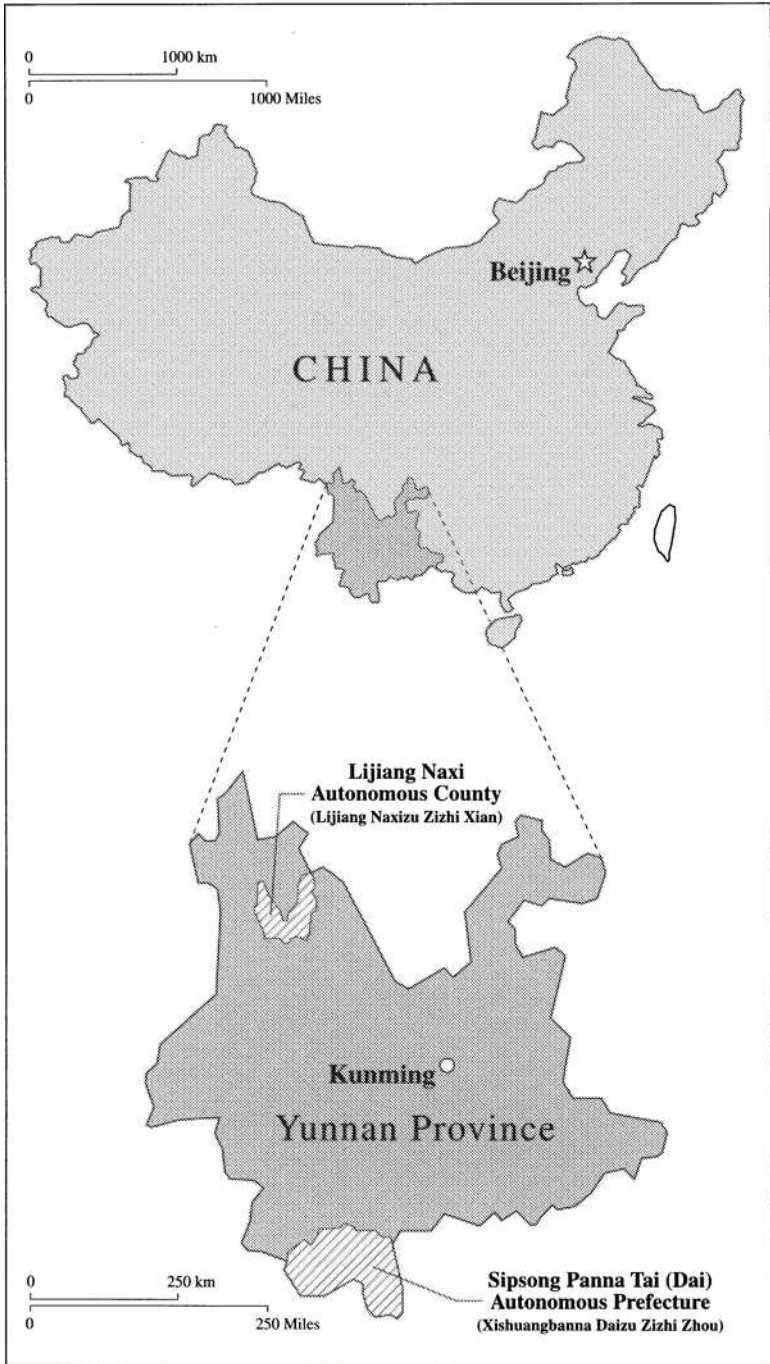 0 1000 km
0 1000 Miles
Beijing
CHINA
Lijiang Naxi
Autonomous County
(Lijiang Naxizu Zizhi Xian)
Kunming
Yunnan Province
0 250 km
0 250 Miles
Sipsong Panna Tai (Dai)
Autonomous Prefecture
(Xishuangbanna Daizu Zizhi Zhou)